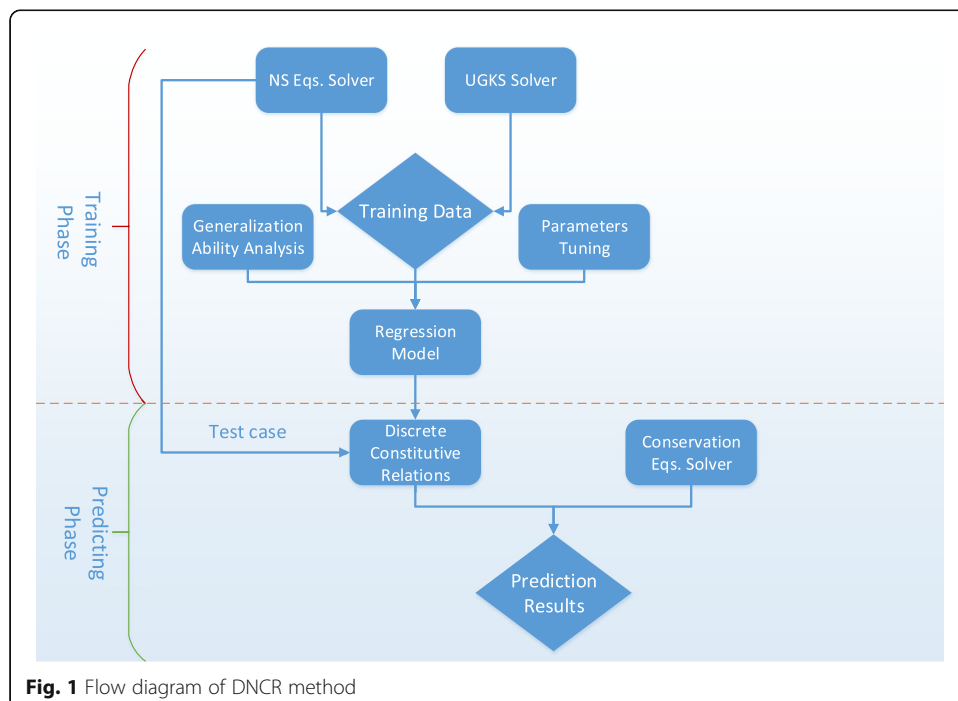 NS Eqs. Solver
UGKS Solver
Training Data
Generalization
Ability Analysis
Parameters
Tuning
Training
Phase
Regression
Model
Test case
Discrete
Constitutive
Relations
Conservation
Eqs. Solver
Predicting
Phase
Prediction
Results
Fig. 1 Flow diagram of DNCR method